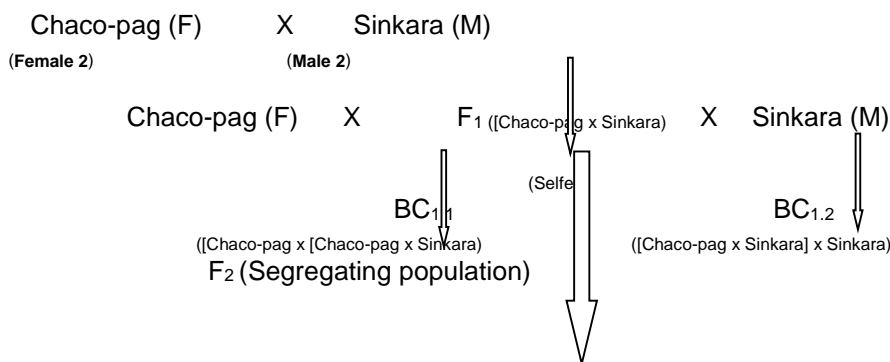 Chaco-pag (F) X Sinkara (M)
(Female 2) (Male 2)
Chaco-pag (F) X F1 ([Chaco-pag x Sinkara) X Sinkara (M)
(Selfe
BC1.1 BC1.2
([Chaco-pag x [Chaco-pag x Sinkara) ([Chaco-pag x Sinkara] x Sinkara)
F2 (Segregating population)